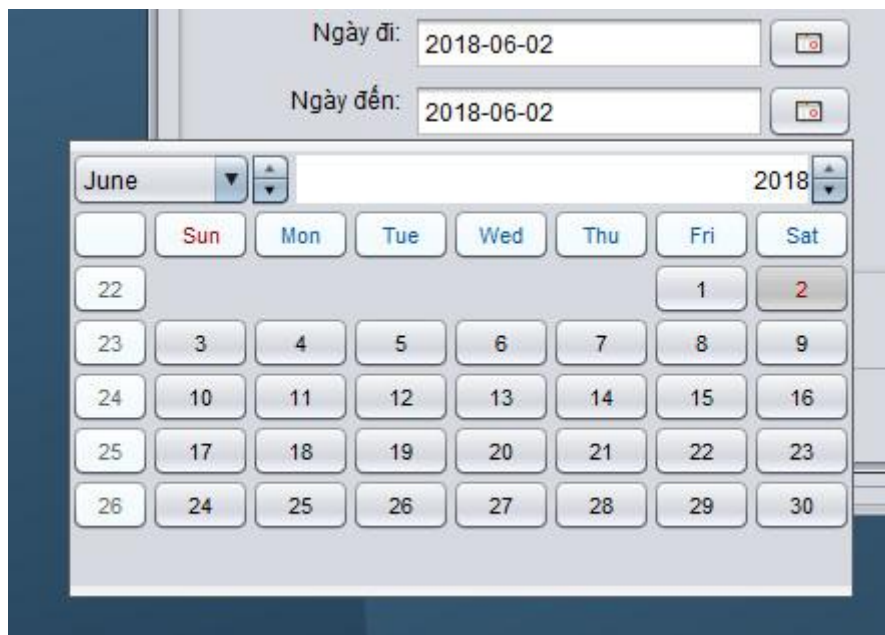 Ngày đi: 2018-06-02
Ngày đến: 2018-06-02
June 2018
Sun Mon Tue Wed Thu Fri Sat
22 1 2
23 3 4 5 6 7 8 9
24 10 11 12 13 14 15 16
25 17 18 19 20 21 22 23
26 24 25 26 27 28 29 30